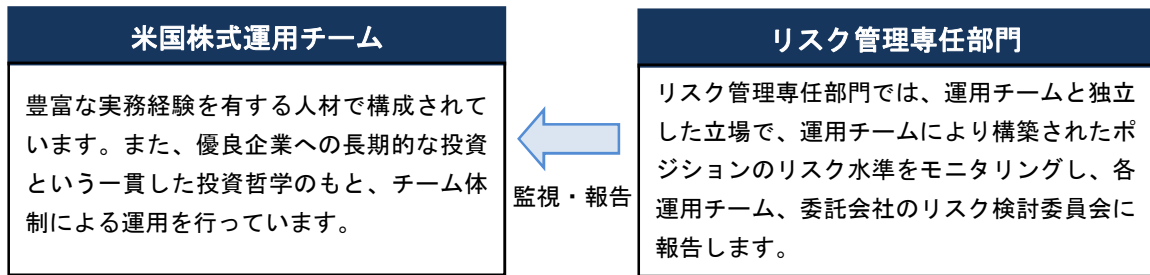 米国株式運用チーム
豊富な実務経験を有する人材で構成されて
います。また、優良企業への長期的な投資
という一貫した投資哲学のもと、チーム体
制による運用を行っています。
監視・報告
リスク管理専任部門
リスク管理専任部門では、運用チームと独立
した立場で、運用チームにより構築されたポ
ジションのリスク水準をモニタリングし、各
運用チーム、委託会社のリスク検討委員会に
報告します。